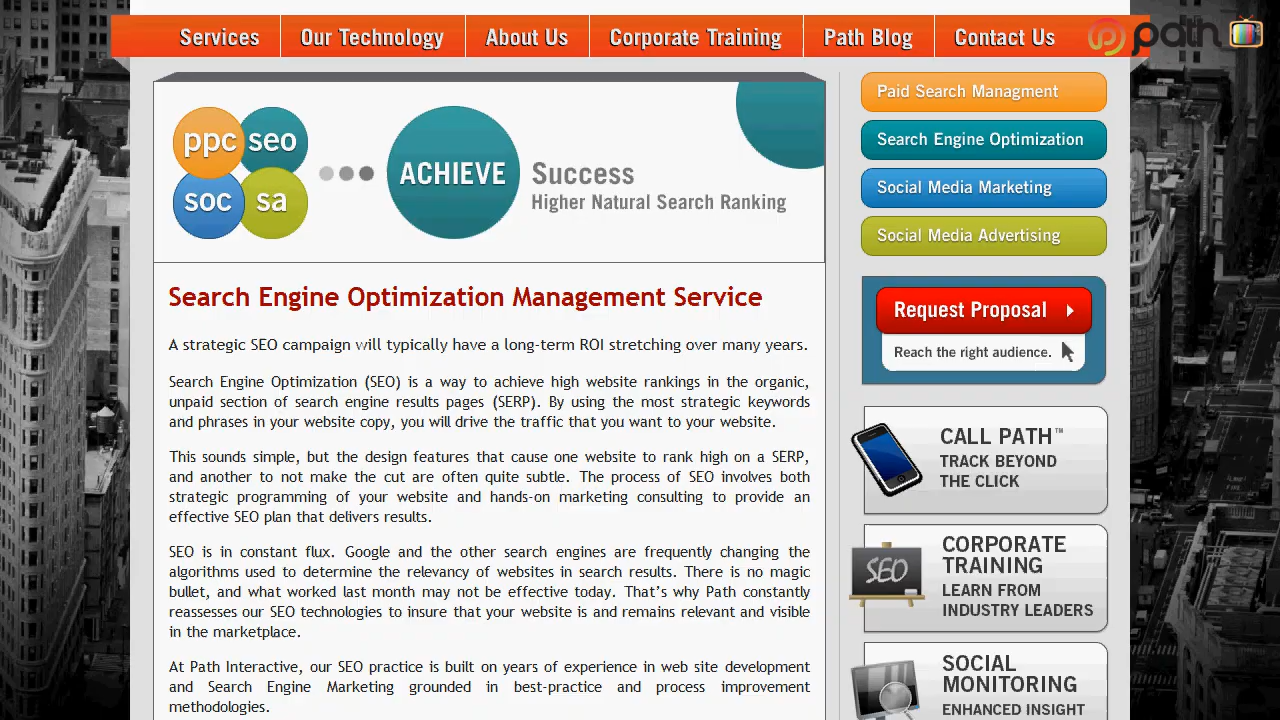 Services
Our Technology
About Us
Corporate Training
Path Blog
Contact Us
path
ppc
seo
soc
sa
ACHIEVE
Success
Higher Natural Search Ranking
Search Engine Optimization Management Service
A strategic SEO campaign will typically have a long-term ROI stretching over many years.
Search Engine Optimization (SEO) is a way to achieve high website rankings in the organic,
unpaid section of search engine results pages (SERP). By using the most strategic keywords
and phrases in your website copy, you will drive the traffic that you want to your website.
This sounds simple, but the design features that cause one website to rank high on a SERP,
and another to not make the cut are often quite subtle. The process of SEO involves both
strategic programming of your website and hands-on marketing consulting to provide an
effective SEO plan that delivers results.
SEO is in constant flux. Google and the other search engines are frequently changing the
algorithms used to determine the relevancy of websites in search results. There is no magic
bullet, and what worked last month may not be effective today. That's why Path constantly
reassesses our SEO technologies to insure that your website is and remains relevant and visible
in the marketplace.
At Path Interactive, our SEO practice is built on years of experience in web site development
and Search Engine Marketing grounded in best-practice and process improvement
methodologies.
Paid Search Managment
Search Engine Optimization
Social Media Marketing
Social Media Advertising
Request Proposal
Reach the right audience.
CALL PATH™
TRACK BEYOND
THE CLICK
SEO
CORPORATE
TRAINING
LEARN FROM
INDUSTRY LEADERS
SOCIAL
MONITORING
ENHANCED INSIGHT